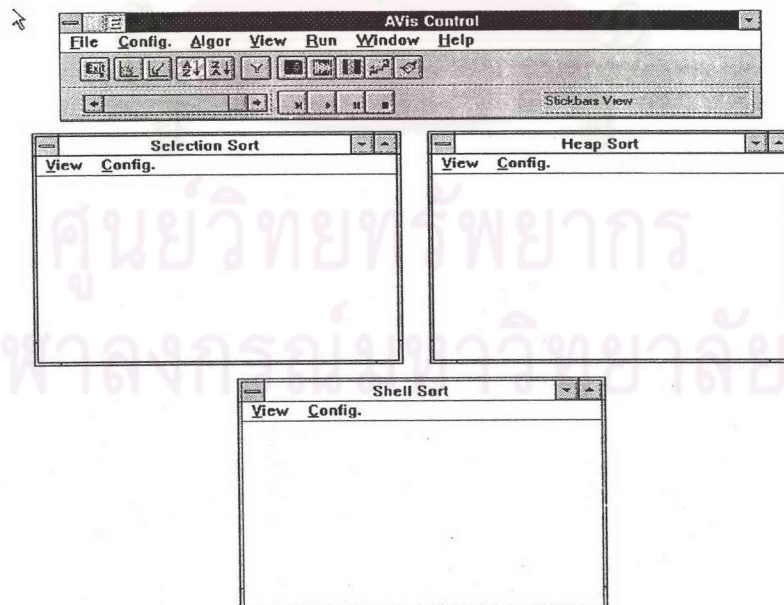 AVis Control
File Config. Algor View Run Window Help
Exit
Stickbars View
Selection Sort
View Config.
Heap Sort
View Config.
ศูนย์วิทยทรัพยากร
จุฬาลงกรณ์มหาวิทยาลัย
Shell Sort
View Config.